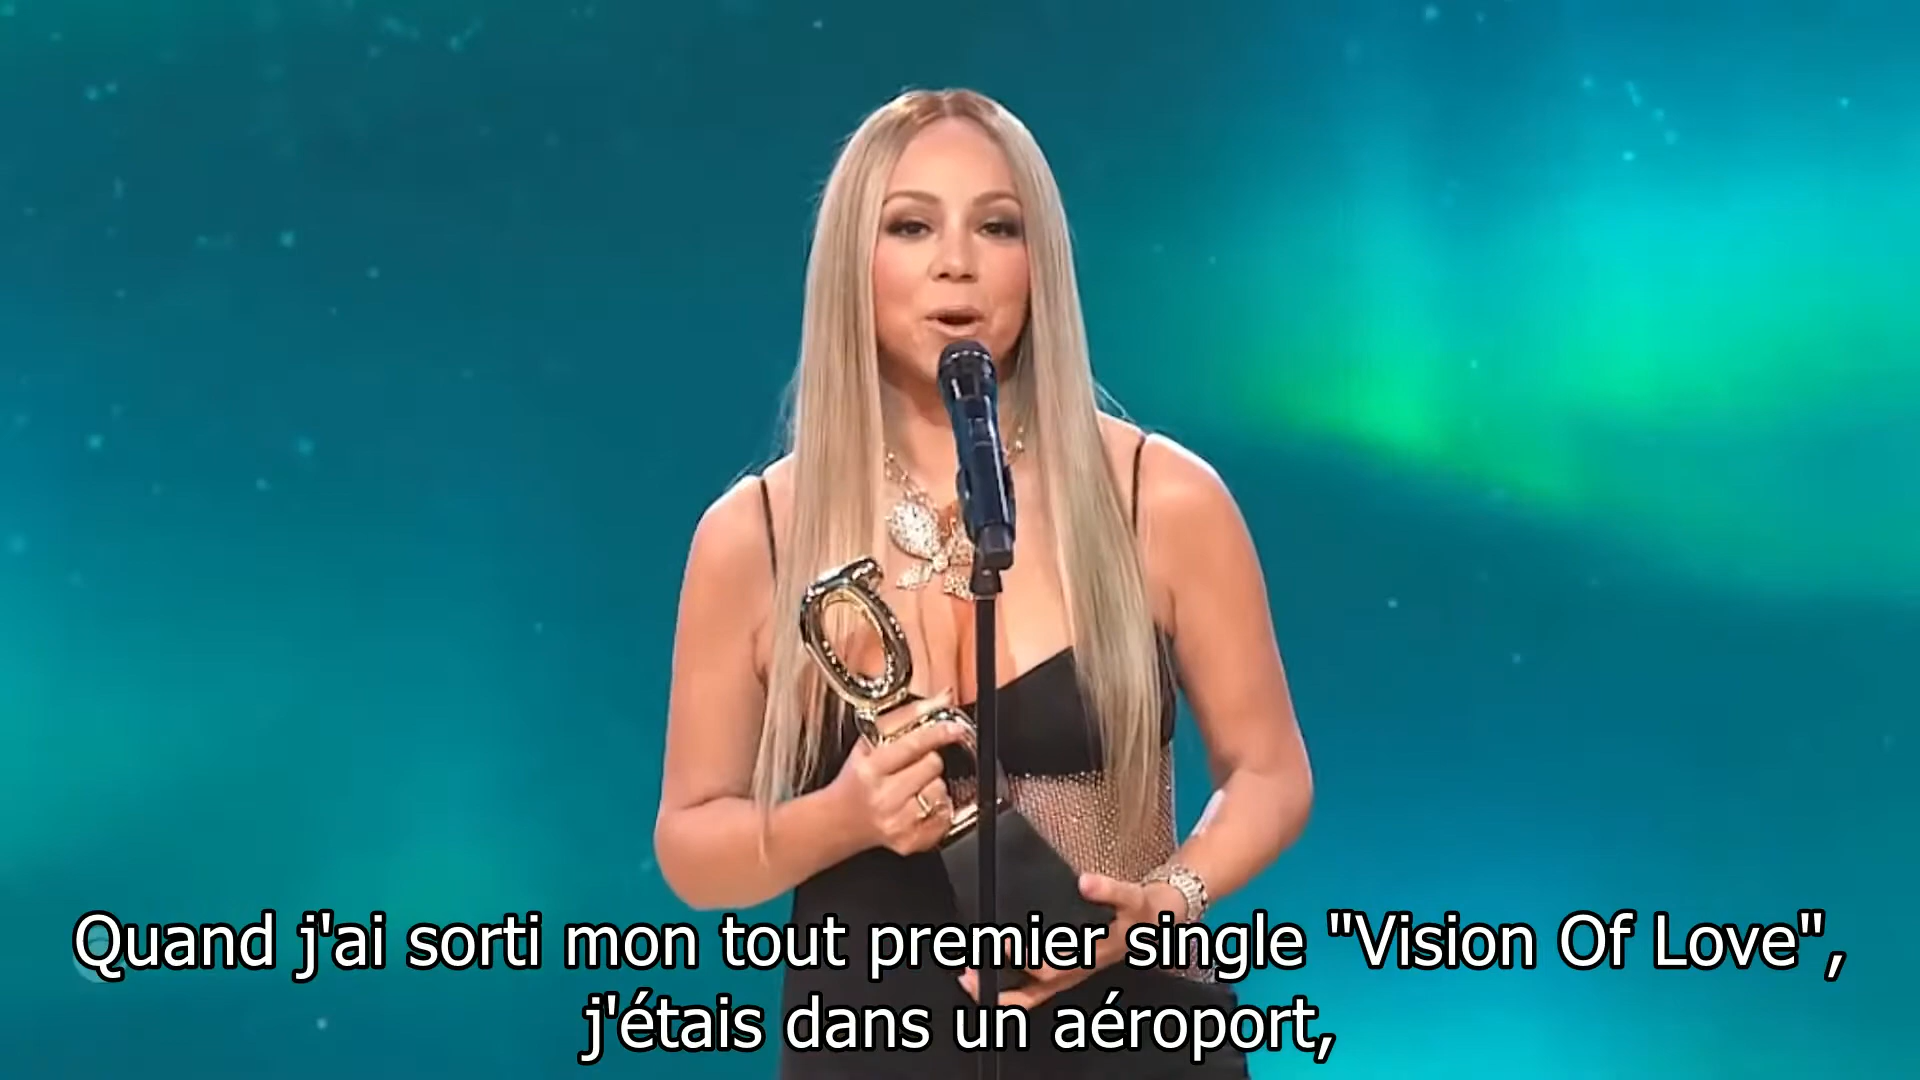 Quand j'ai sorti mon tout premier single "Vision Of Love",
j'étais dans un aéroport,